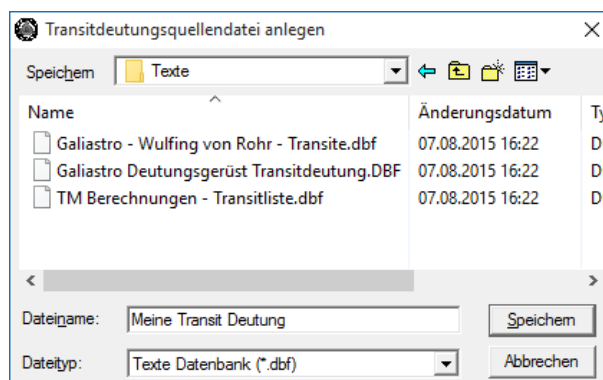 Transitdeutungsquellendatei anlegen
Speichern Texte
Name Änderungsdatum Ty
Galiastro - Wulfing von Rohr - Transite.dbf 07.08.2015 16:22 D
Galiastro Deutungsgerüst Transitdeutung.DBF 07.08.2015 16:22 D
TM Berechnungen - Transitliste.dbf 07.08.2015 16:22 D
Dateiname: Meine Transit Deutung Speichern
Dateityp: Texte Datenbank (*.dbf) Abbrechen